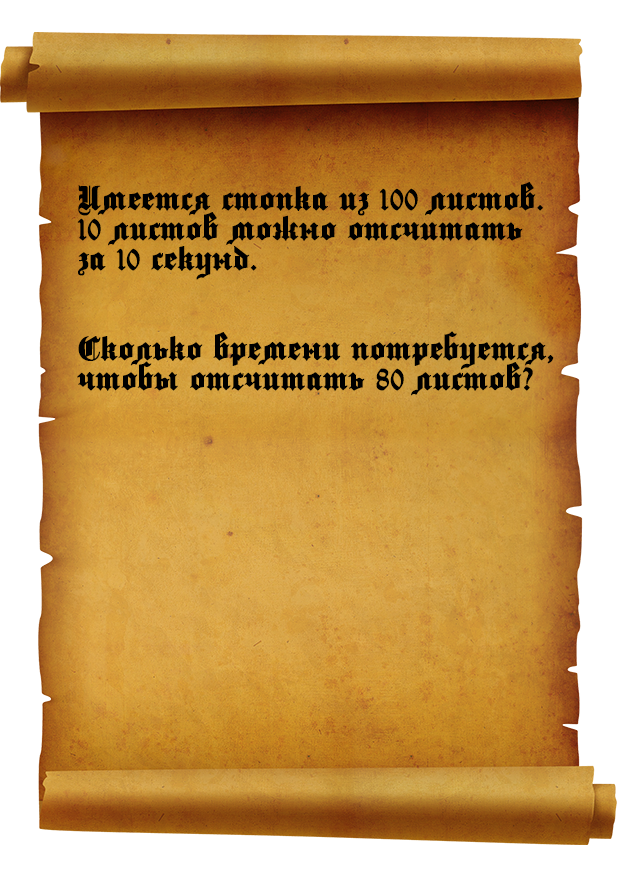 Имеется стопка из 100 листов.
10 листов можно отсчитать
за 10 секунд.
Сколько времени потребуется,
чтобы отсчитать 80 листов?